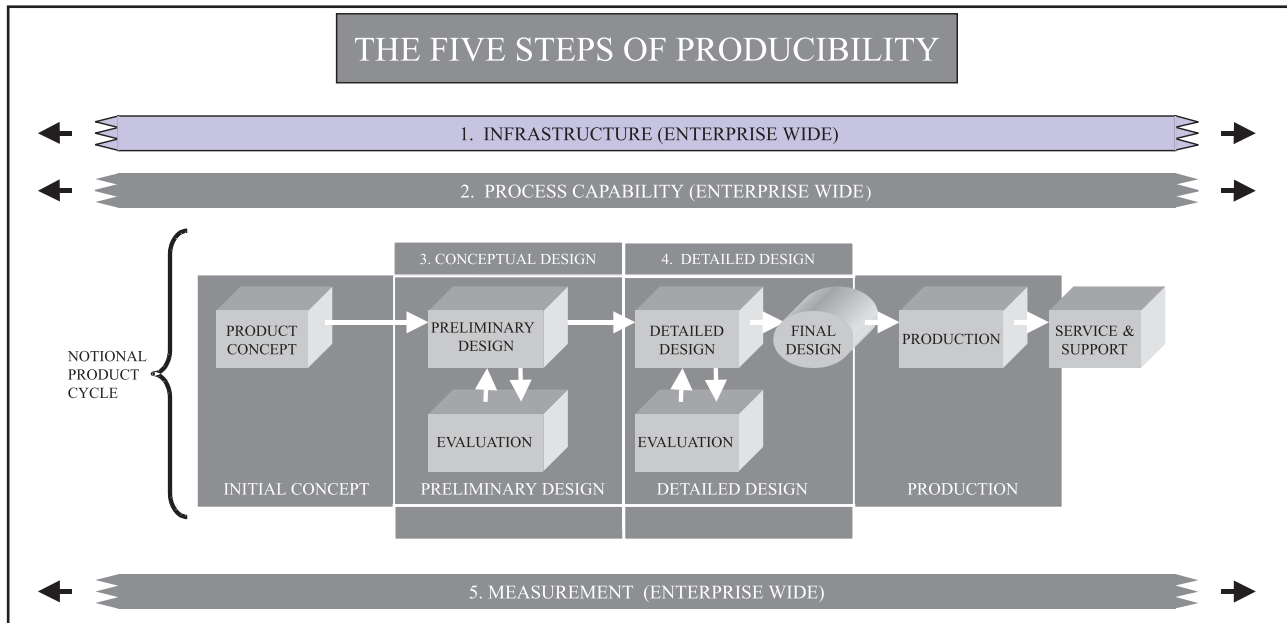 THE FIVE STEPS OF PRODUCIBILITY
1. INFRASTRUCTURE (ENTERPRISE WIDE)
2. PROCESS CAPABILITY (ENTERPRISE WIDE)
3. CONCEPTUAL DESIGN
4. DETAILED DESIGN
NOTIONAL
PRODUCT
CYCLE
PRODUCT
CONCEPT
PRELIMINARY
DESIGN
DETAILED
DESIGN
FINAL
DESIGN
PRODUCTION
SERVICE &
SUPPORT
EVALUATION
EVALUATION
INITIAL CONCEPT
PRELIMINARY DESIGN
DETAILED DESIGN
PRODUCTION
5. MEASUREMENT (ENTERPRISE WIDE)